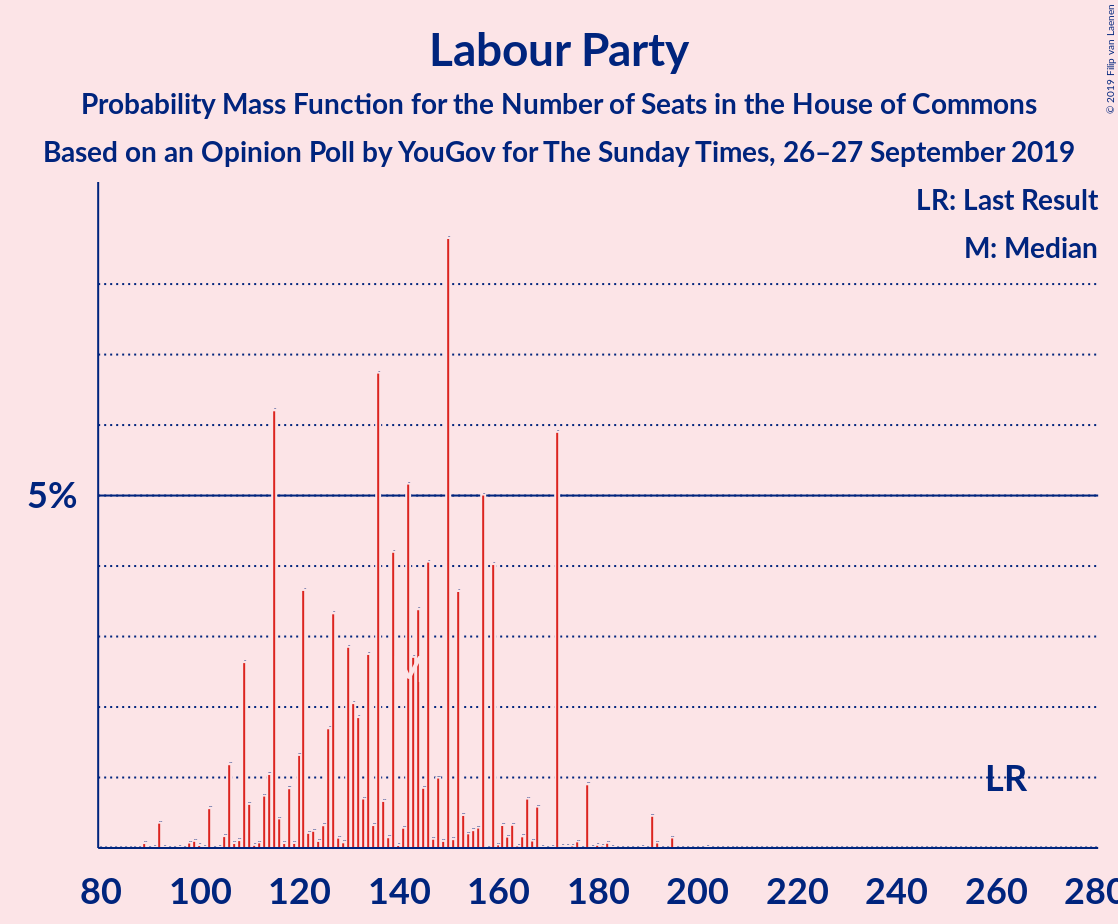 Labour Party
Probability Mass Function for the Number of Seats in the House of Commons
Based on an Opinion Poll by YouGov for The Sunday Times, 26–27 September 2019
© 2019 Filip van Laenen
LR: Last Result
M: Median
5%
LR
80 100 120 140 160 180 200 220 240 260 280